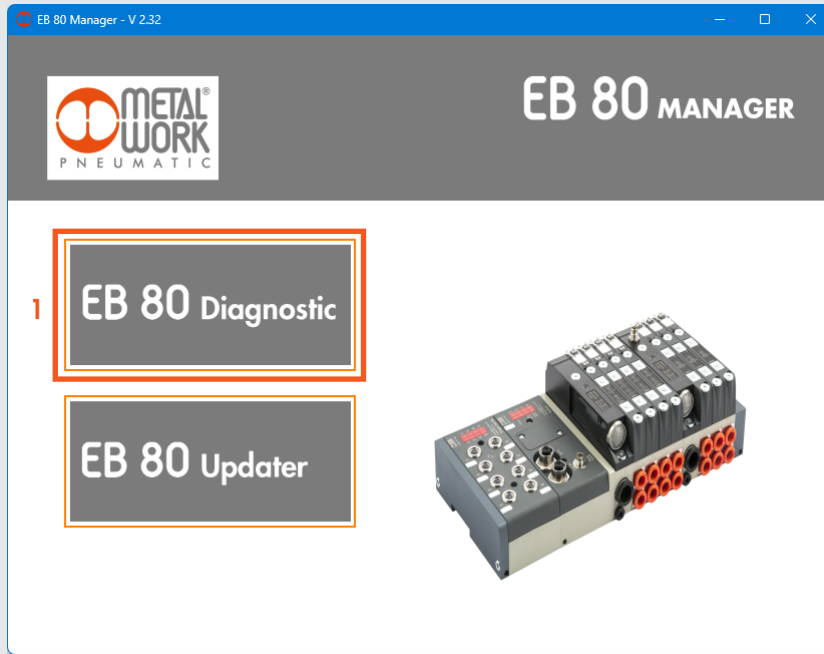 EB 80 Manager - V 2.32
METAL®
WORK
PNEUMATIC
EB 80 MANAGER
1
EB 80 Diagnostic
EB 80 Updater